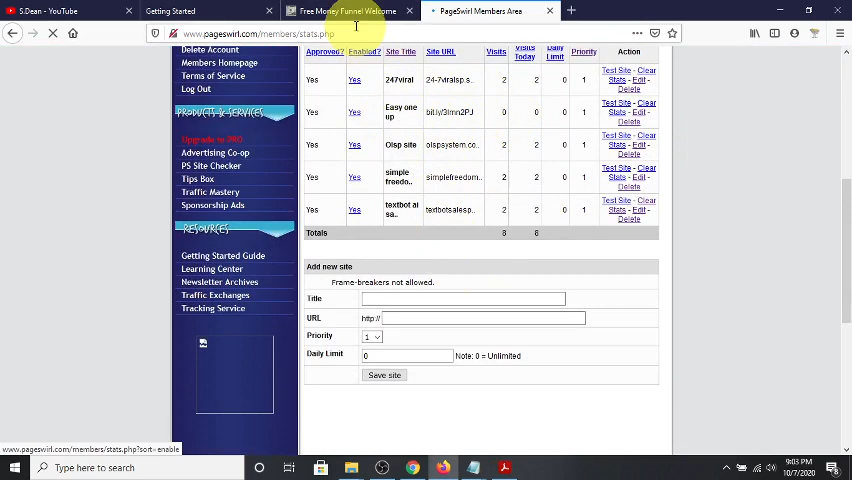 S.Dean - YouTube
Getting Started
Free Money Funnel Welcome
PageSwirl Members Area
www.pageswirl.com/members/stats.php
Delete Account
Members Homepage
Terms of Service
Log Out
PRODUCTS & SERVICES
Upgrade to PRO
Advertising Co-op
PS Site Checker
Tips Box
Traffic Mastery
Sponsorship Ads
RESOURCES
Getting Started Guide
Learning Center
Newsletter Archives
Traffic Exchanges
Tracking Service
Approved? Enabled? Site Title Site URL Visits Visits Today Daily Limit Priority Action
Yes Yes 247viral 24-7viralsp.s.. 2 2 0 1 Test Site - Clear Stats - Edit - Delete
Yes Yes Easy one up bit.ly/3lmn2PJ 0 0 0 1 Test Site - Clear Stats - Edit - Delete
Yes Yes Olsp site olspsystem.co.. 2 2 0 1 Test Site - Clear Stats - Edit - Delete
Yes Yes simple freedo.. simplefreedom.. 2 2 0 1 Test Site - Clear Stats - Edit - Delete
Yes Yes textbot ai sa.. textbotsalesp.. 2 2 0 1 Test Site - Clear Stats - Edit - Delete
Totals 8 8
Add new site
Frame-breakers not allowed.
Title
URL http://
Priority 1
Daily Limit 0 Note: 0 = Unlimited
Save site
www.pageswirl.com/members/stats.php?sort=enable
Type here to search
9:03 PM
10/7/2020